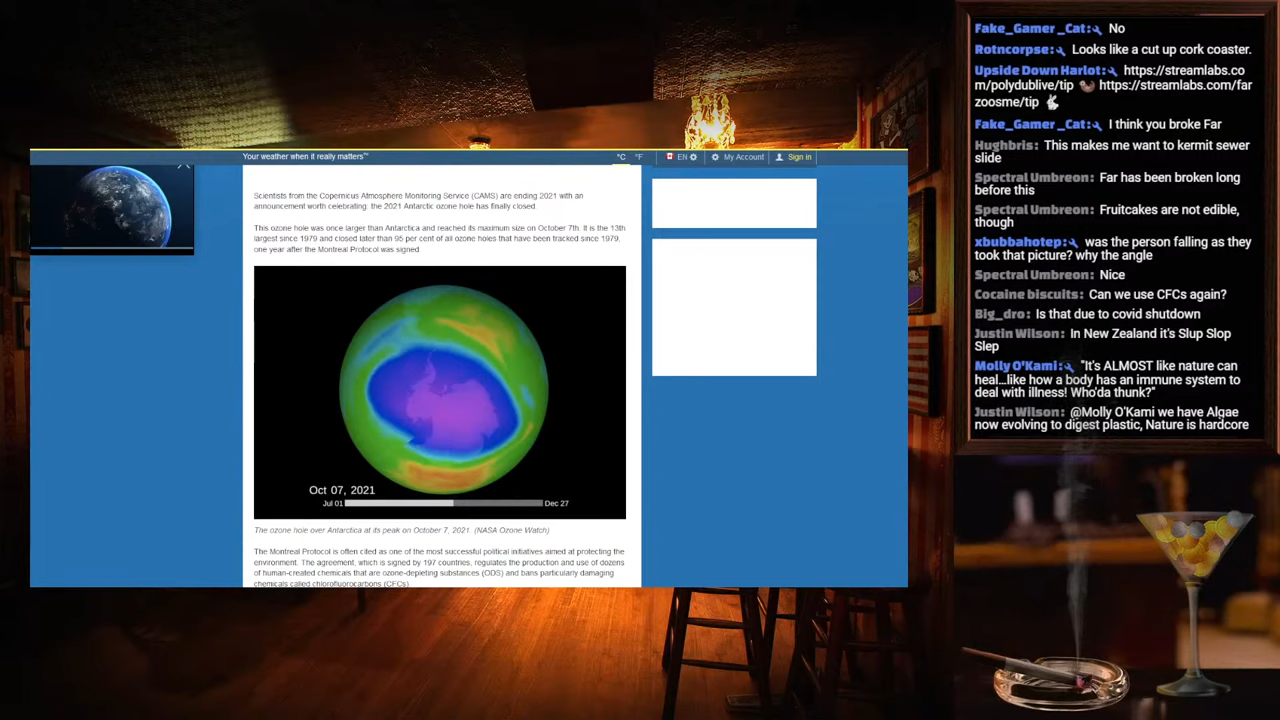 Your weather when it really matters™
°C °F EN My Account Sign in
Scientists from the Copernicus Atmosphere Monitoring Service (CAMS) are ending 2021 with an
announcement worth celebrating: the 2021 Antarctic ozone hole has finally closed.
This ozone hole was once larger than Antarctica and reached its maximum size on October 7th. It is the 13th
largest since 1979 and closed later than 95 per cent of all ozone holes that have been tracked since 1979,
one year after the Montreal Protocol was signed.
Oct 07, 2021
Jul 01 Dec 27
The ozone hole over Antarctica at its peak on October 7, 2021. (NASA Ozone Watch)
The Montreal Protocol is often cited as one of the most successful political initiatives aimed at protecting the
environment. The agreement, which is signed by 197 countries, regulates the production and use of dozens
of human-created chemicals that are ozone-depleting substances (ODS) and bans particularly damaging
chemicals called chlorofluorocarbons (CFCs).
Fake_Gamer_Cat: No
Rotncorpse: Looks like a cut up cork coaster.
Upside Down Harlot: https://streamlabs.co
m/polydublive/tip https://streamlabs.com/far
zoosme/tip
Fake_Gamer_Cat: I think you broke Far
Hughbris: This makes me want to kermit sewer
slide
Spectral Umbreon: Far has been broken long
before this
Spectral Umbreon: Fruitcakes are not edible,
though
xbubbahotep: was the person falling as they
took that picture? why the angle
Spectral Umbreon: Nice
Cocaine biscuits: Can we use CFCs again?
Big_dro: Is that due to covid shutdown
Justin Wilson: In New Zealand it's Slup Slop
Slep
Molly O'Kami: "It's ALMOST like nature can
heal...like how a body has an immune system to
deal with illness! Who'da thunk?"
Justin Wilson: @Molly O'Kami we have Algae
now evolving to digest plastic, Nature is hardcore